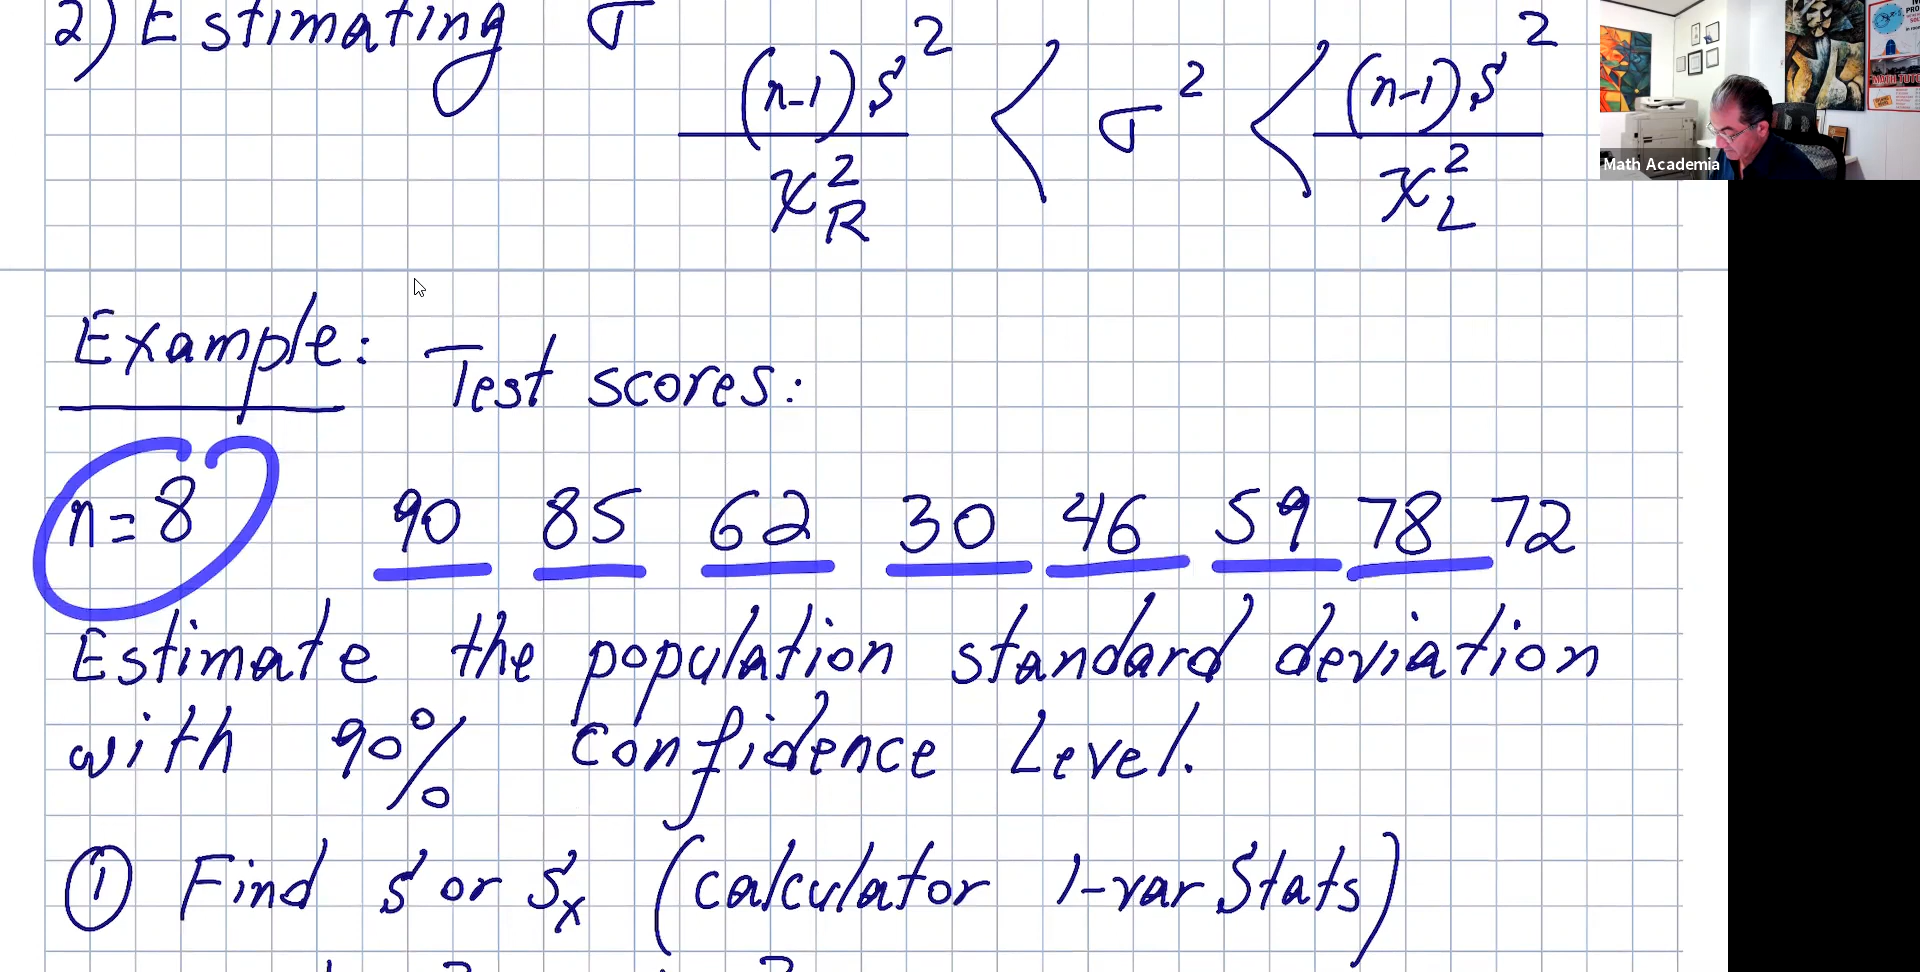 2) Estimating σ
(n-1)s² / χ²_R < σ² < (n-1)s² / χ²_L
Math Academia
Example: Test scores:
n=8 90 85 62 30 46 59 78 72
Estimate the population standard deviation
with 90% confidence Level.
① Find s or Sx (calculator 1-var Stats)